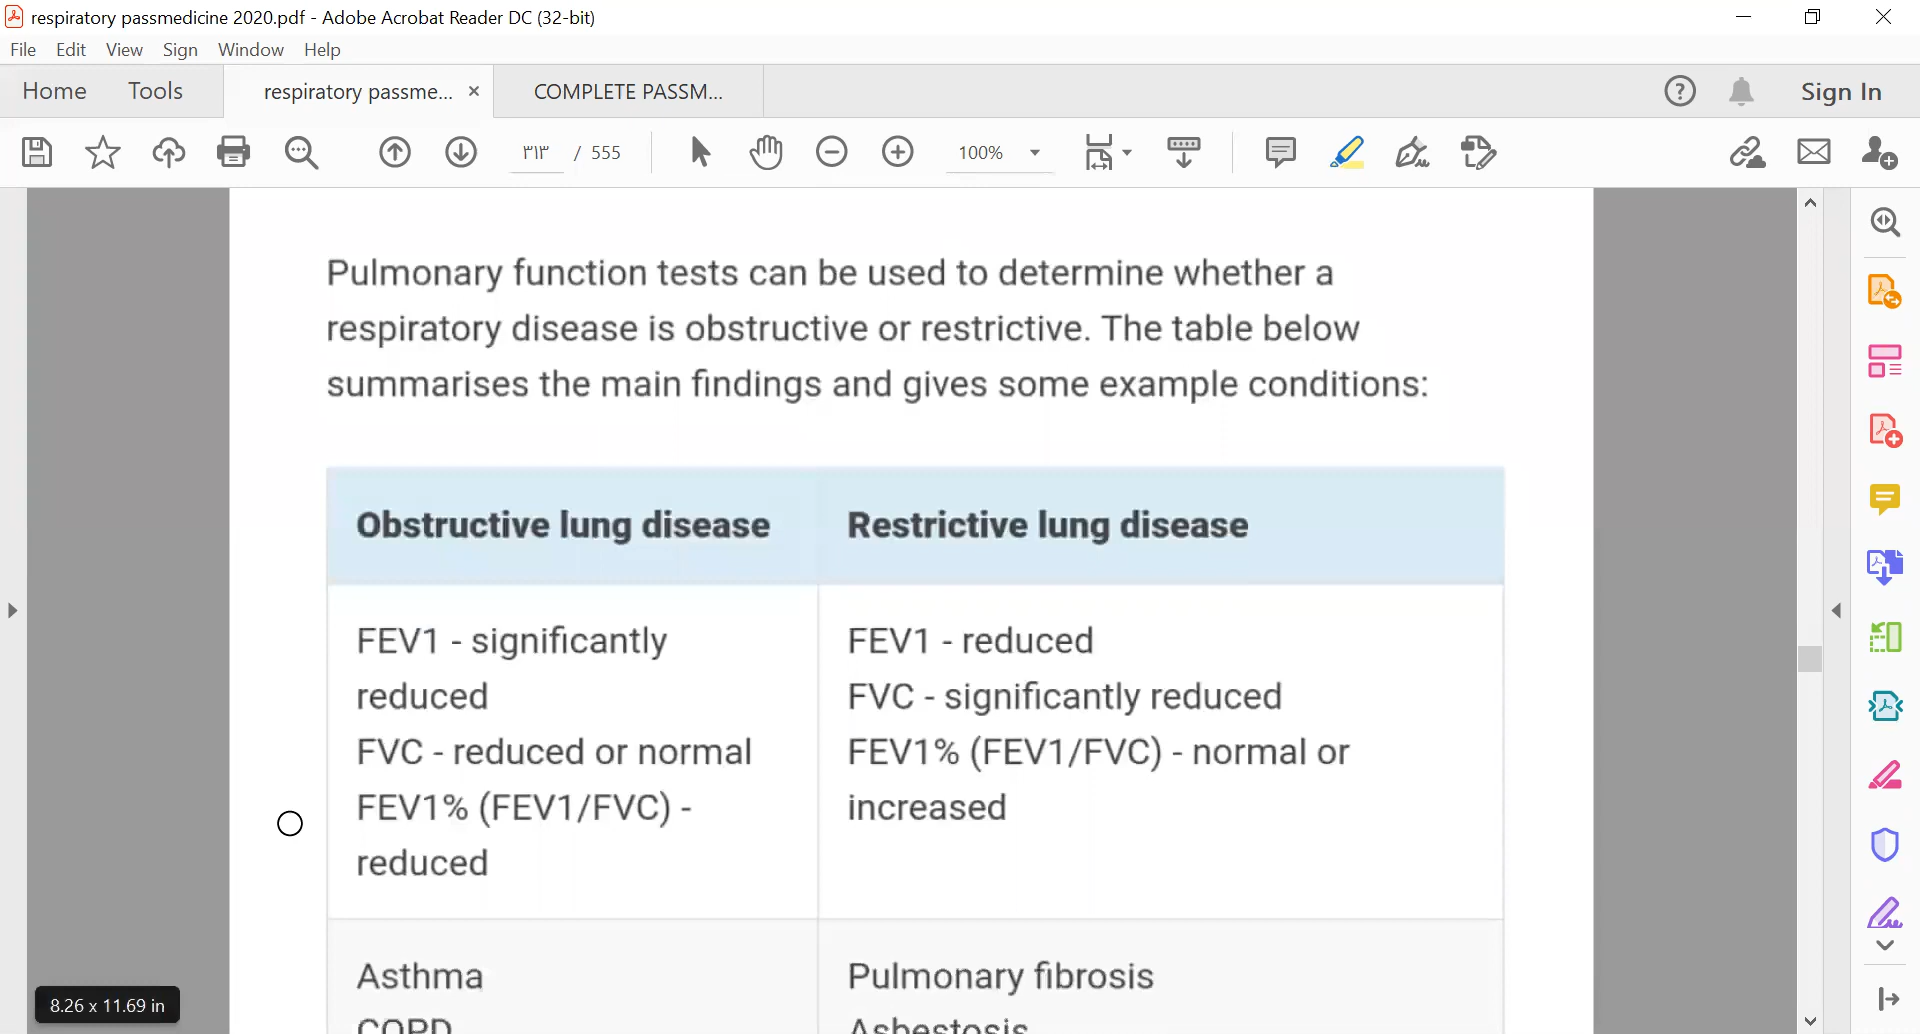 respiratory passmedicine 2020.pdf - Adobe Acrobat Reader DC (32-bit)
File Edit View Sign Window Help
Home Tools respiratory passme... × COMPLETE PASSM... Sign In
٣١٣ / 555 100%
Pulmonary function tests can be used to determine whether a
respiratory disease is obstructive or restrictive. The table below
summarises the main findings and gives some example conditions:
Obstructive lung disease
Restrictive lung disease
FEV1 - significantly
reduced
FVC - reduced or normal
FEV1% (FEV1/FVC) -
reduced
FEV1 - reduced
FVC - significantly reduced
FEV1% (FEV1/FVC) - normal or
increased
Asthma
COPD
Pulmonary fibrosis
Asbestosis
8.26 x 11.69 in